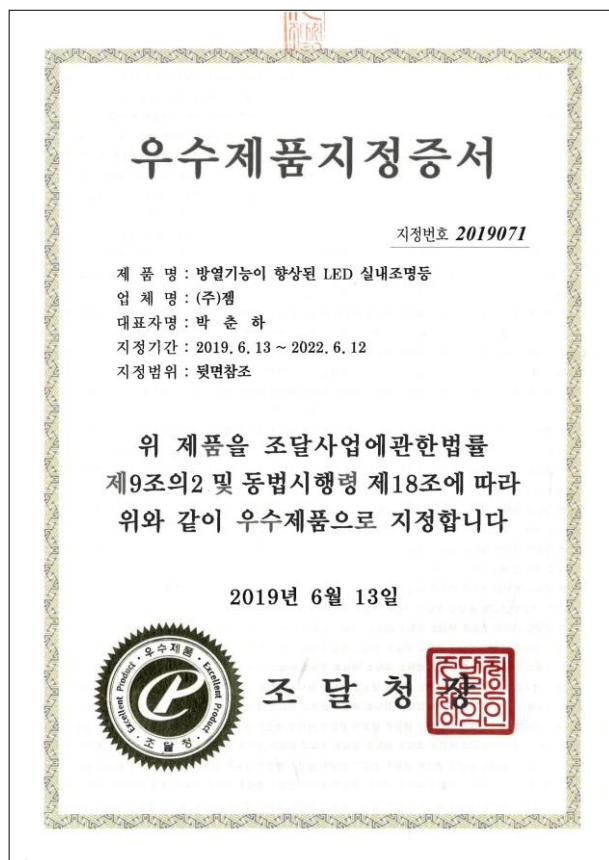 우수제품지정증서
지정번호 2019071
제 품 명 : 방열기능이 향상된 LED 실내조명등
업 체 명 : (주)젬
대표자명 : 박 춘 하
지정기간 : 2019. 6. 13 ~ 2022. 6. 12
지정범위 : 뒷면참조
위 제품을 조달사업에관한법률
제9조의2 및 동법시행령 제18조에 따라
위와 같이 우수제품으로 지정합니다
2019년 6월 13일
· 우수제품 ·
Excellent Product
Excellent Product
조달청
조 달 청 장